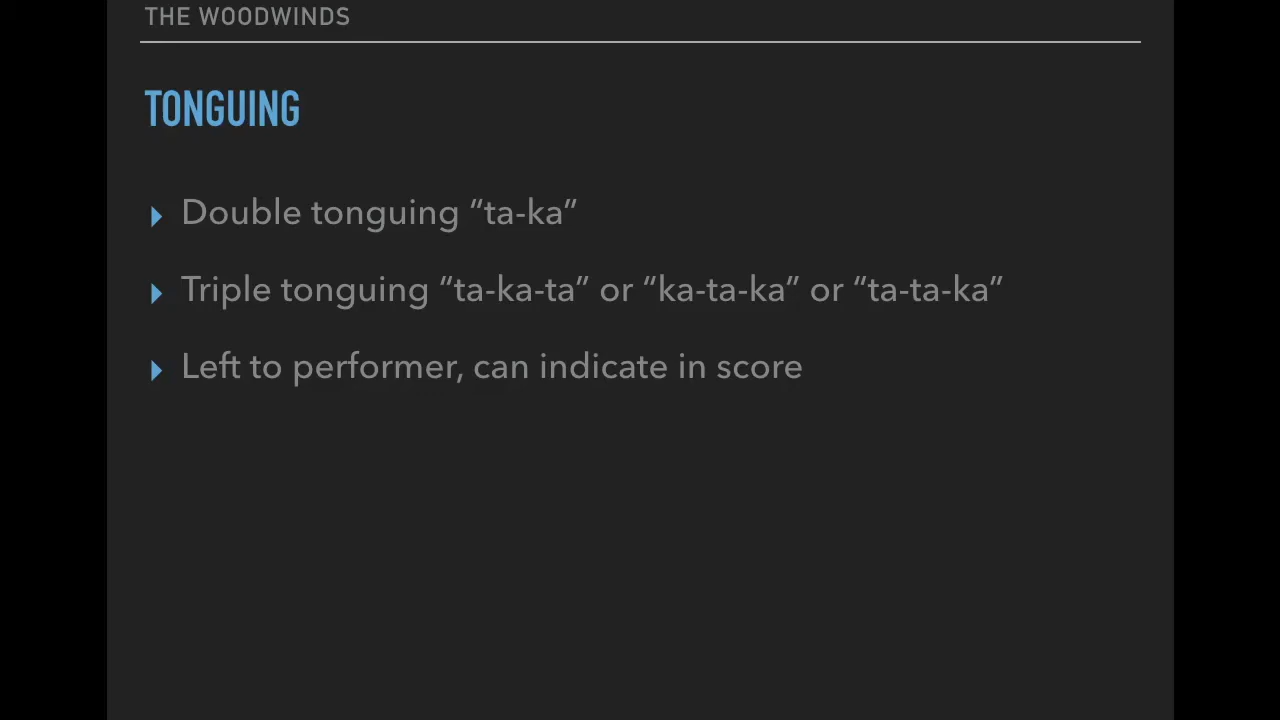 THE WOODWINDS
TONGUING
Double tonguing “ta-ka”
Triple tonguing “ta-ka-ta” or “ka-ta-ka” or “ta-ta-ka”
Left to performer, can indicate in score